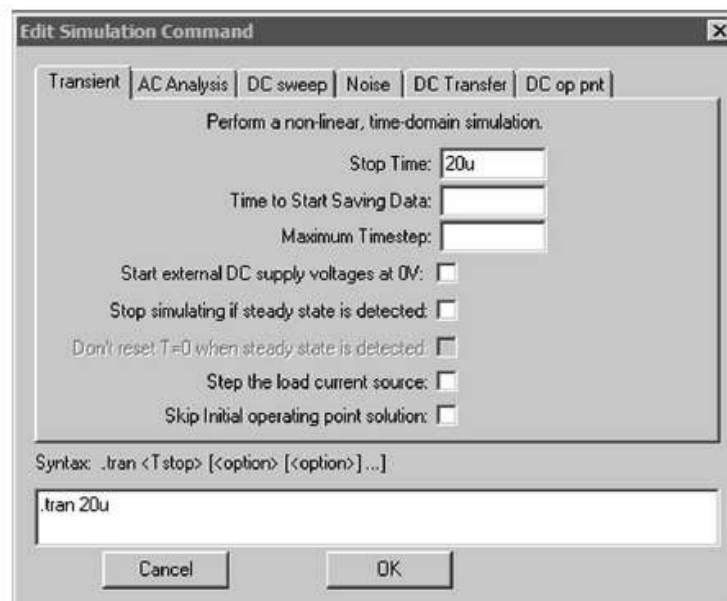 Edit Simulation Command
Transient AC Analysis DC sweep Noise DC Transfer DC op pnt
Perform a non-linear, time-domain simulation.
Stop Time: 20u
Time to Start Saving Data:
Maximum Timestep:
Start external DC supply voltages at 0V:
Stop simulating if steady state is detected:
Don't reset T=0 when steady state is detected:
Step the load current source:
Skip Initial operating point solution:
Syntax: .tran <Tstop> [<option> [<option>]...]
.tran 20u
Cancel OK